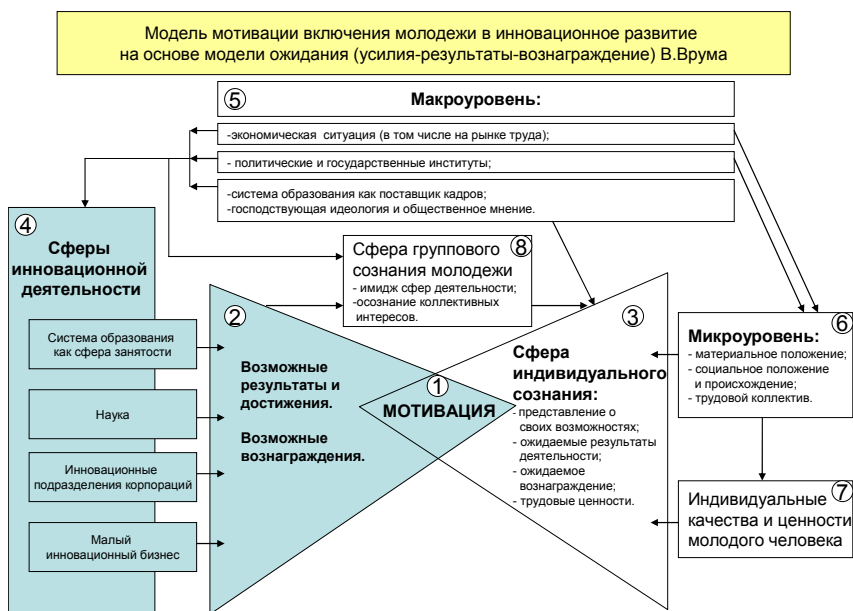 Модель мотивации включения молодежи в инновационное развитие
на основе модели ожидания (усилия-результаты-вознаграждение) В.Врума
5
Макроуровень:
-экономическая ситуация (в том числе на рынке труда);
- политические и государственные институты;
-система образования как поставщик кадров;
-господствующая идеология и общественное мнение.
4
Сферы
инновационной
деятельности
Система образования
как сфера занятости
Наука
Инновационные
подразделения корпораций
Малый
инновационный бизнес
8
Сфера группового
сознания молодежи
- имидж сфер деятельности;
-осознание коллективных
интересов.
2
Возможные
результаты и
достижения.
Возможные
вознаграждения.
1
МОТИВАЦИЯ
3
Сфера
индивидуального
сознания:
- представление о
своих возможностях;
- ожидаемые результаты
деятельности;
- ожидаемое
вознаграждение;
- трудовые ценности.
6
Микроуровень:
- материальное положение;
- социальное положение
и происхождение;
- трудовой коллектив.
7
Индивидуальные
качества и ценности
молодого человека